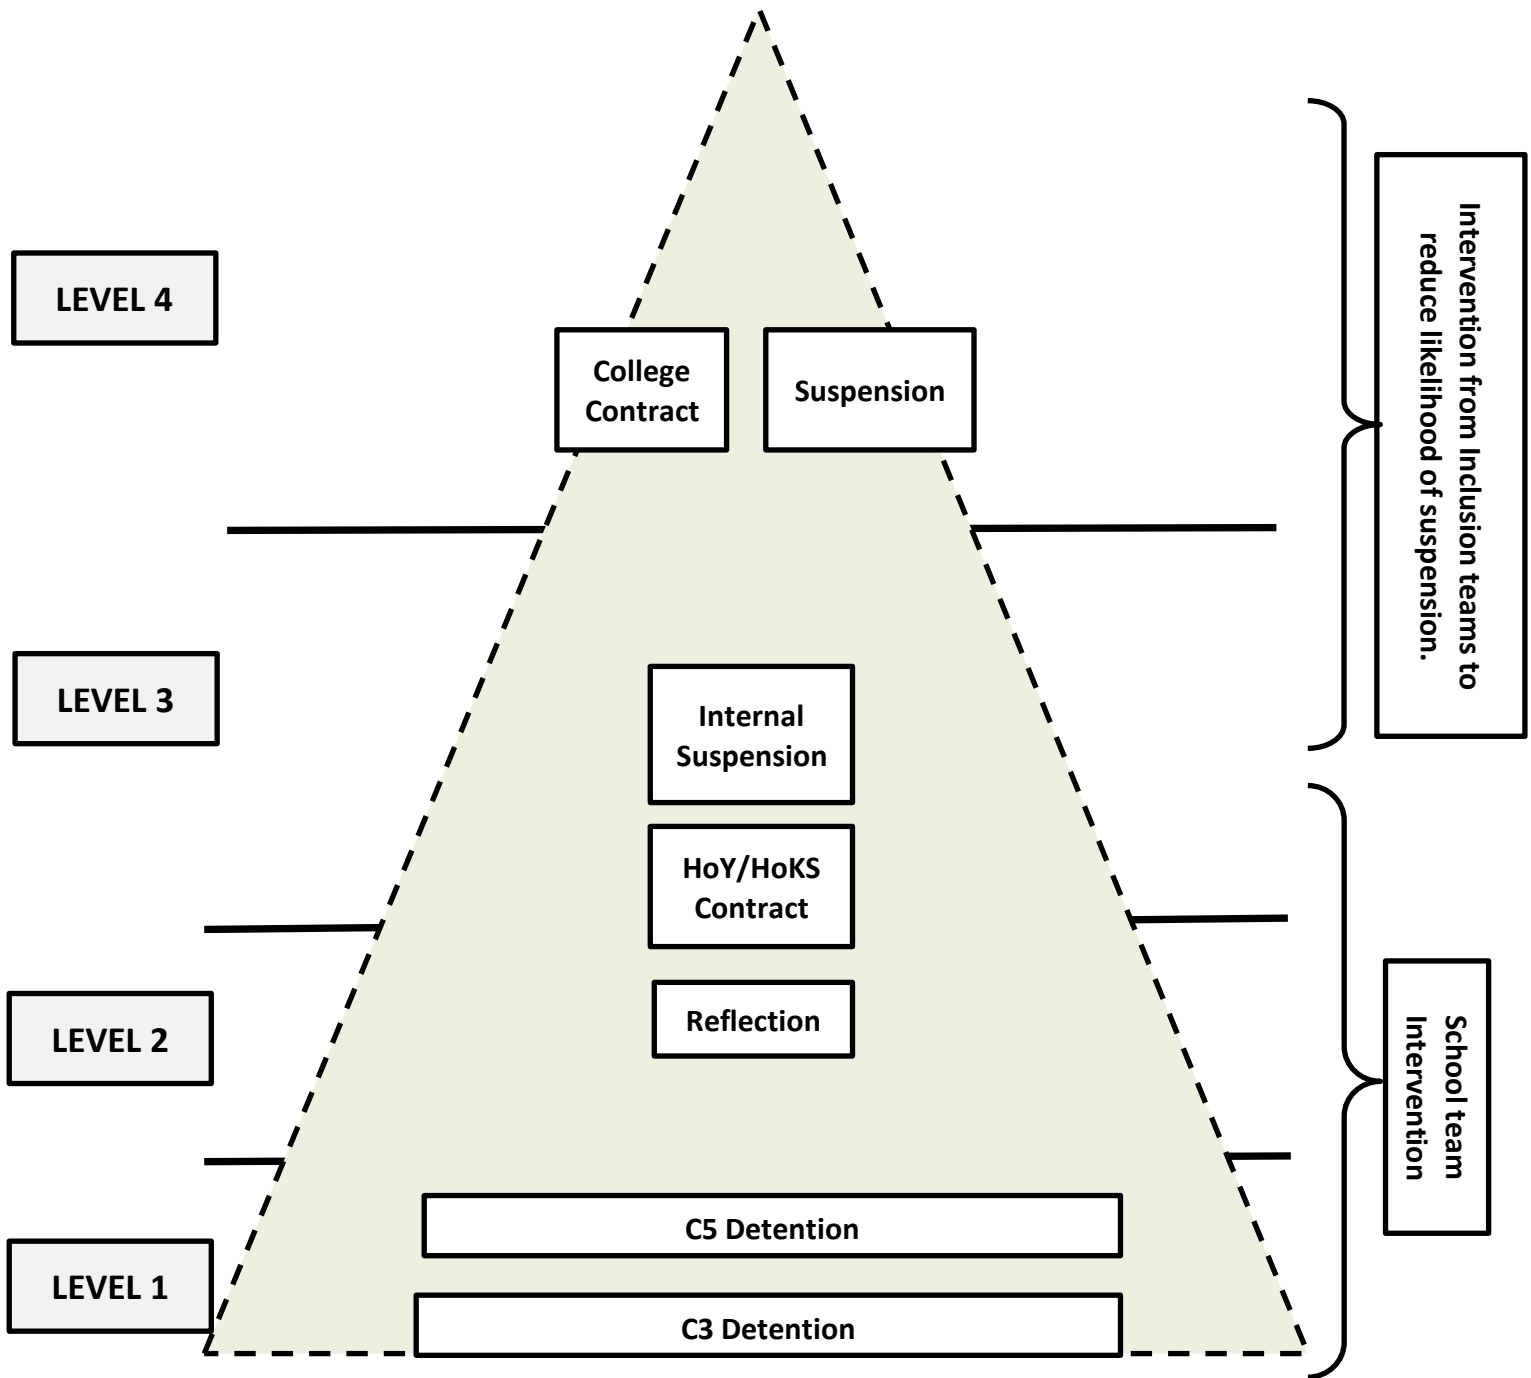 LEVEL 4
College
Contract
Suspension
Intervention from Inclusion teams to
reduce likelihood of suspension.
LEVEL 3
Internal
Suspension
HoY/HoKS
Contract
LEVEL 2
Reflection
School team
Intervention
LEVEL 1
C5 Detention
C3 Detention